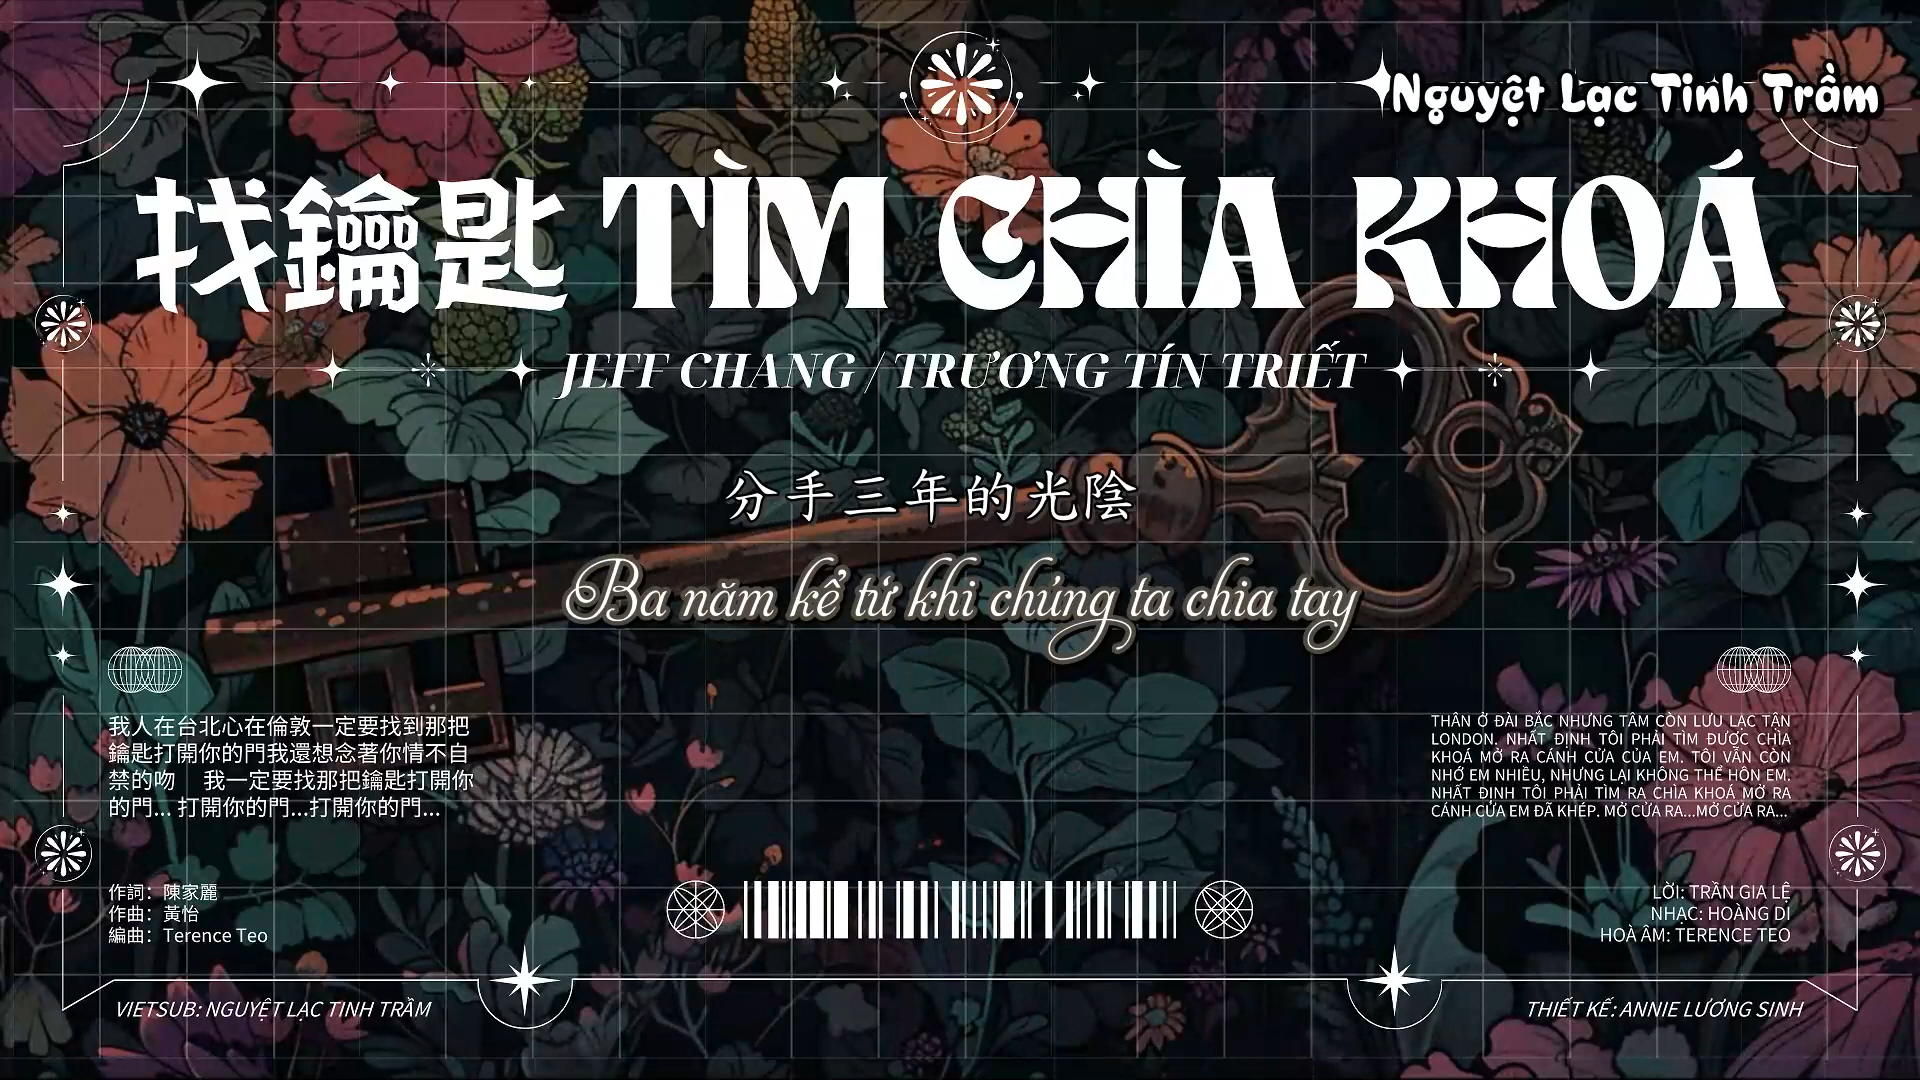 Nguyệt Lạc Tinh Trầm
找鑰匙 TÌM CHÌA KHOÁ
JEFF CHANG / TRƯƠNG TÍN TRIẾT
分手三年的光陰
Ba năm kể từ khi chúng ta chia tay
我人在台北心在倫敦一定要找到那把
鑰匙打開你的門我還想念著你情不自
禁的吻 我一定要找那把鑰匙打開你
的門... 打開你的門...打開你的門...
THÂN Ở ĐÀI BẮC NHƯNG TÂM CÒN LƯU LẠC TẬN
LONDON. NHẤT ĐỊNH TÔI PHẢI TÌM ĐƯỢC CHÌA
KHOÁ MỞ RA CÁNH CỬA CỦA EM. TÔI VẪN CÒN
NHỚ EM NHIỀU, NHƯNG LẠI KHÔNG THỂ HÔN EM.
NHẤT ĐỊNH TÔI PHẢI TÌM RA CHÌA KHOÁ MỞ RA
CÁNH CỬA EM ĐÃ KHÉP. MỞ CỬA RA...MỞ CỬA RA...
作詞：陳家麗
作曲：黃怡
編曲：Terence Teo
LỜI: TRẦN GIA LỆ
NHẠC: HOÀNG DI
HOÀ ÂM: TERENCE TEO
VIETSUB: NGUYỆT LẠC TINH TRẦM
THIẾT KẾ: ANNIE LƯƠNG SINH